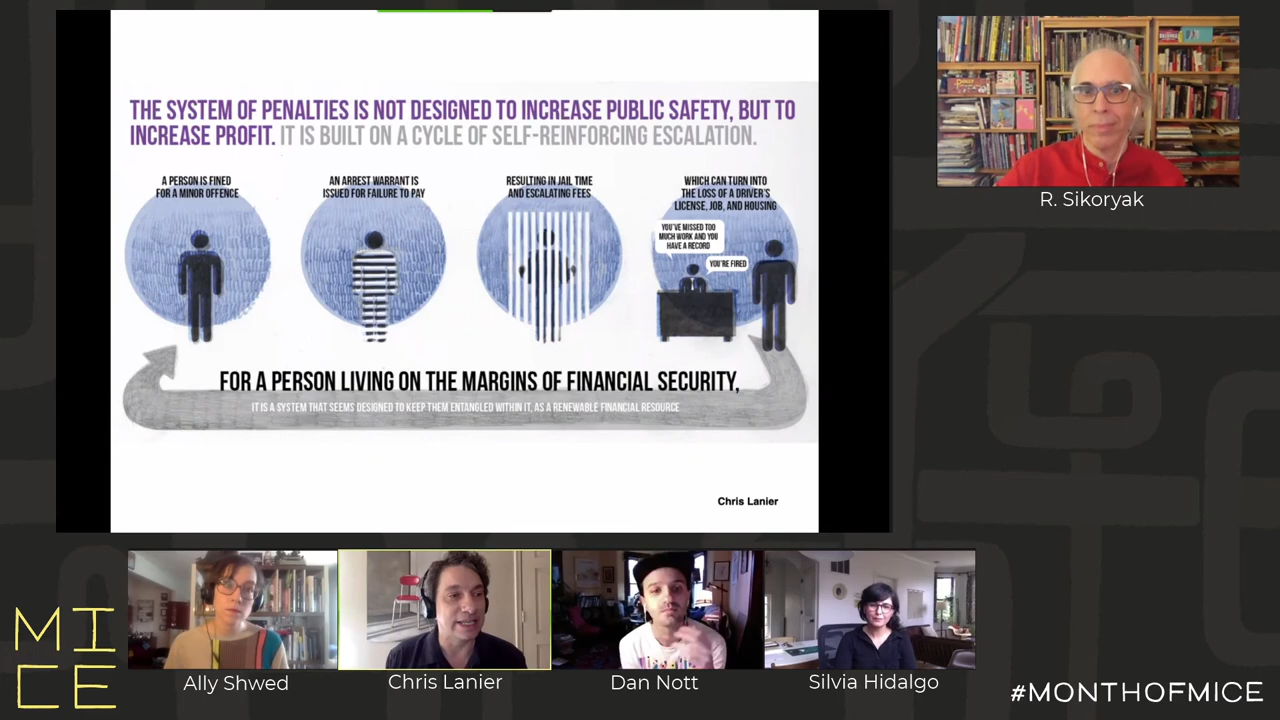 THE SYSTEM OF PENALTIES IS NOT DESIGNED TO INCREASE PUBLIC SAFETY, BUT TO
INCREASE PROFIT. IT IS BUILT ON A CYCLE OF SELF-REINFORCING ESCALATION.
A PERSON IS FINED
FOR A MINOR OFFENCE
AN ARREST WARRANT IS
ISSUED FOR FAILURE TO PAY
RESULTING IN JAIL TIME
AND ESCALATING FEES
WHICH CAN TURN INTO
THE LOSS OF A DRIVER'S
LICENSE, JOB, AND HOUSING
YOU'VE MISSED TOO
MUCH WORK AND YOU
HAVE A RECORD
YOU'RE FIRED
FOR A PERSON LIVING ON THE MARGINS OF FINANCIAL SECURITY,
IT IS A SYSTEM THAT SEEMS DESIGNED TO KEEP THEM ENTANGLED WITHIN IT, AS A RENEWABLE FINANCIAL RESOURCE
Chris Lanier
R. Sikoryak
MI
CE
Ally Shwed
Chris Lanier
Dan Nott
Silvia Hidalgo
#MONTHOFMICE